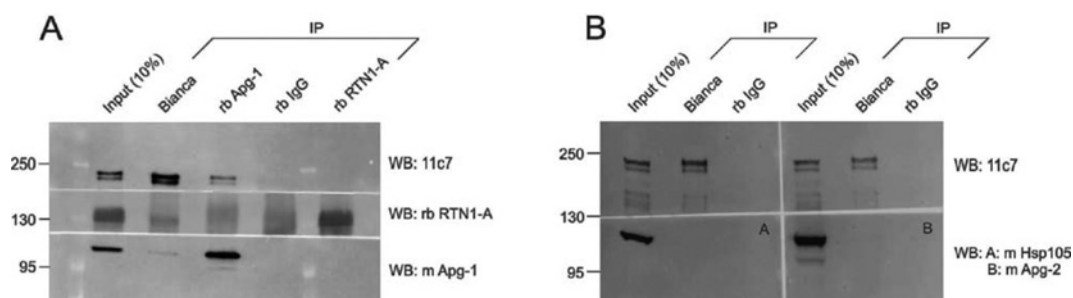 A
IP
Input (10%)
Bianca
rb Apg-1
rb IgG
rb RTN1-A
250
130
95
WB: 11c7
WB: rb RTN1-A
WB: m Apg-1
B
IP
IP
Input (10%)
Bianca
rb IgG
Input (10%)
Bianca
rb IgG
250
130
95
A
B
WB: 11c7
WB: A: m Hsp105
B: m Apg-2